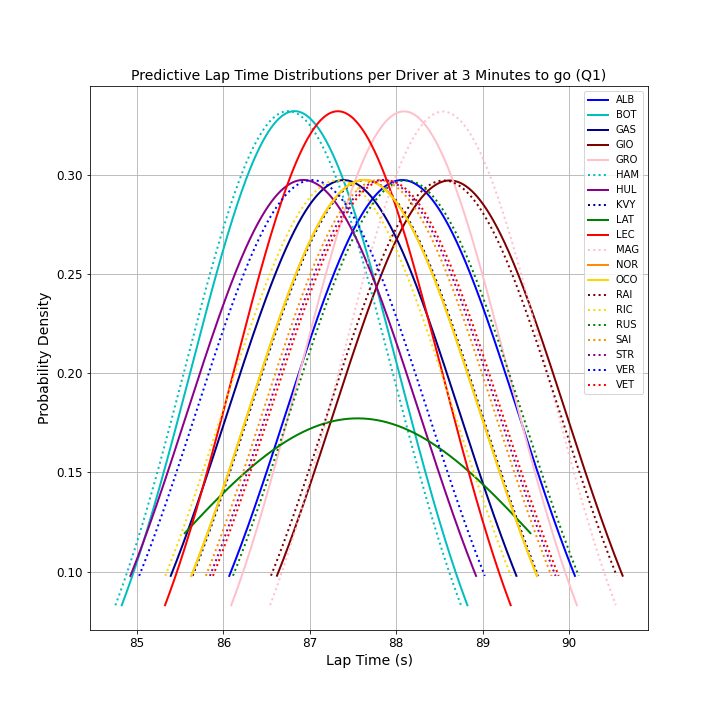 Predictive Lap Time Distributions per Driver at 3 Minutes to go (Q1)
ALB
BOT
GAS
GIO
GRO
HAM
HUL
KVY
LAT
LEC
MAG
NOR
OCO
RAI
RIC
RUS
SAI
STR
VER
VET
Probability Density
0.30
0.25
0.20
0.15
0.10
85 86 87 88 89 90
Lap Time (s)